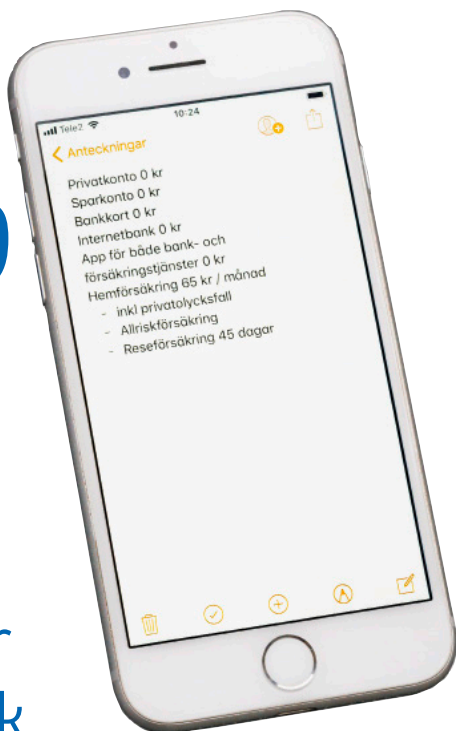 Tele2
10:24
Anteckningar
Privatkonto 0 kr
Sparkonto 0 kr
Bankkort 0 kr
Internetbank 0 kr
App för både bank- och
försäkringstjänster 0 kr
Hemförsäkring 65 kr / månad
- inkl privatolycksfall
- Allriskförsäkring
- Reseförsäkring 45 dagar